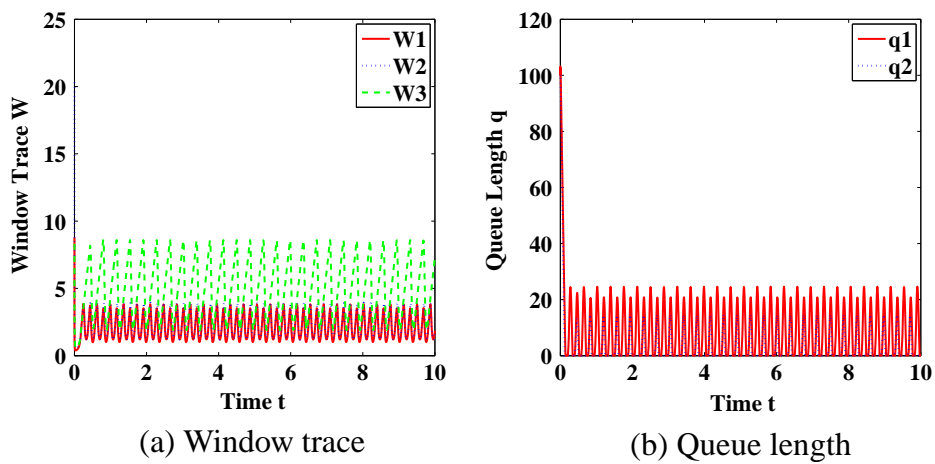 25
20
15
10
5
0
Window Trace W
W1
W2
W3
0 2 4 6 8 10
Time t
(a) Window trace
120
100
80
60
40
20
0
Queue Length q
q1
q2
0 2 4 6 8 10
Time t
(b) Queue length